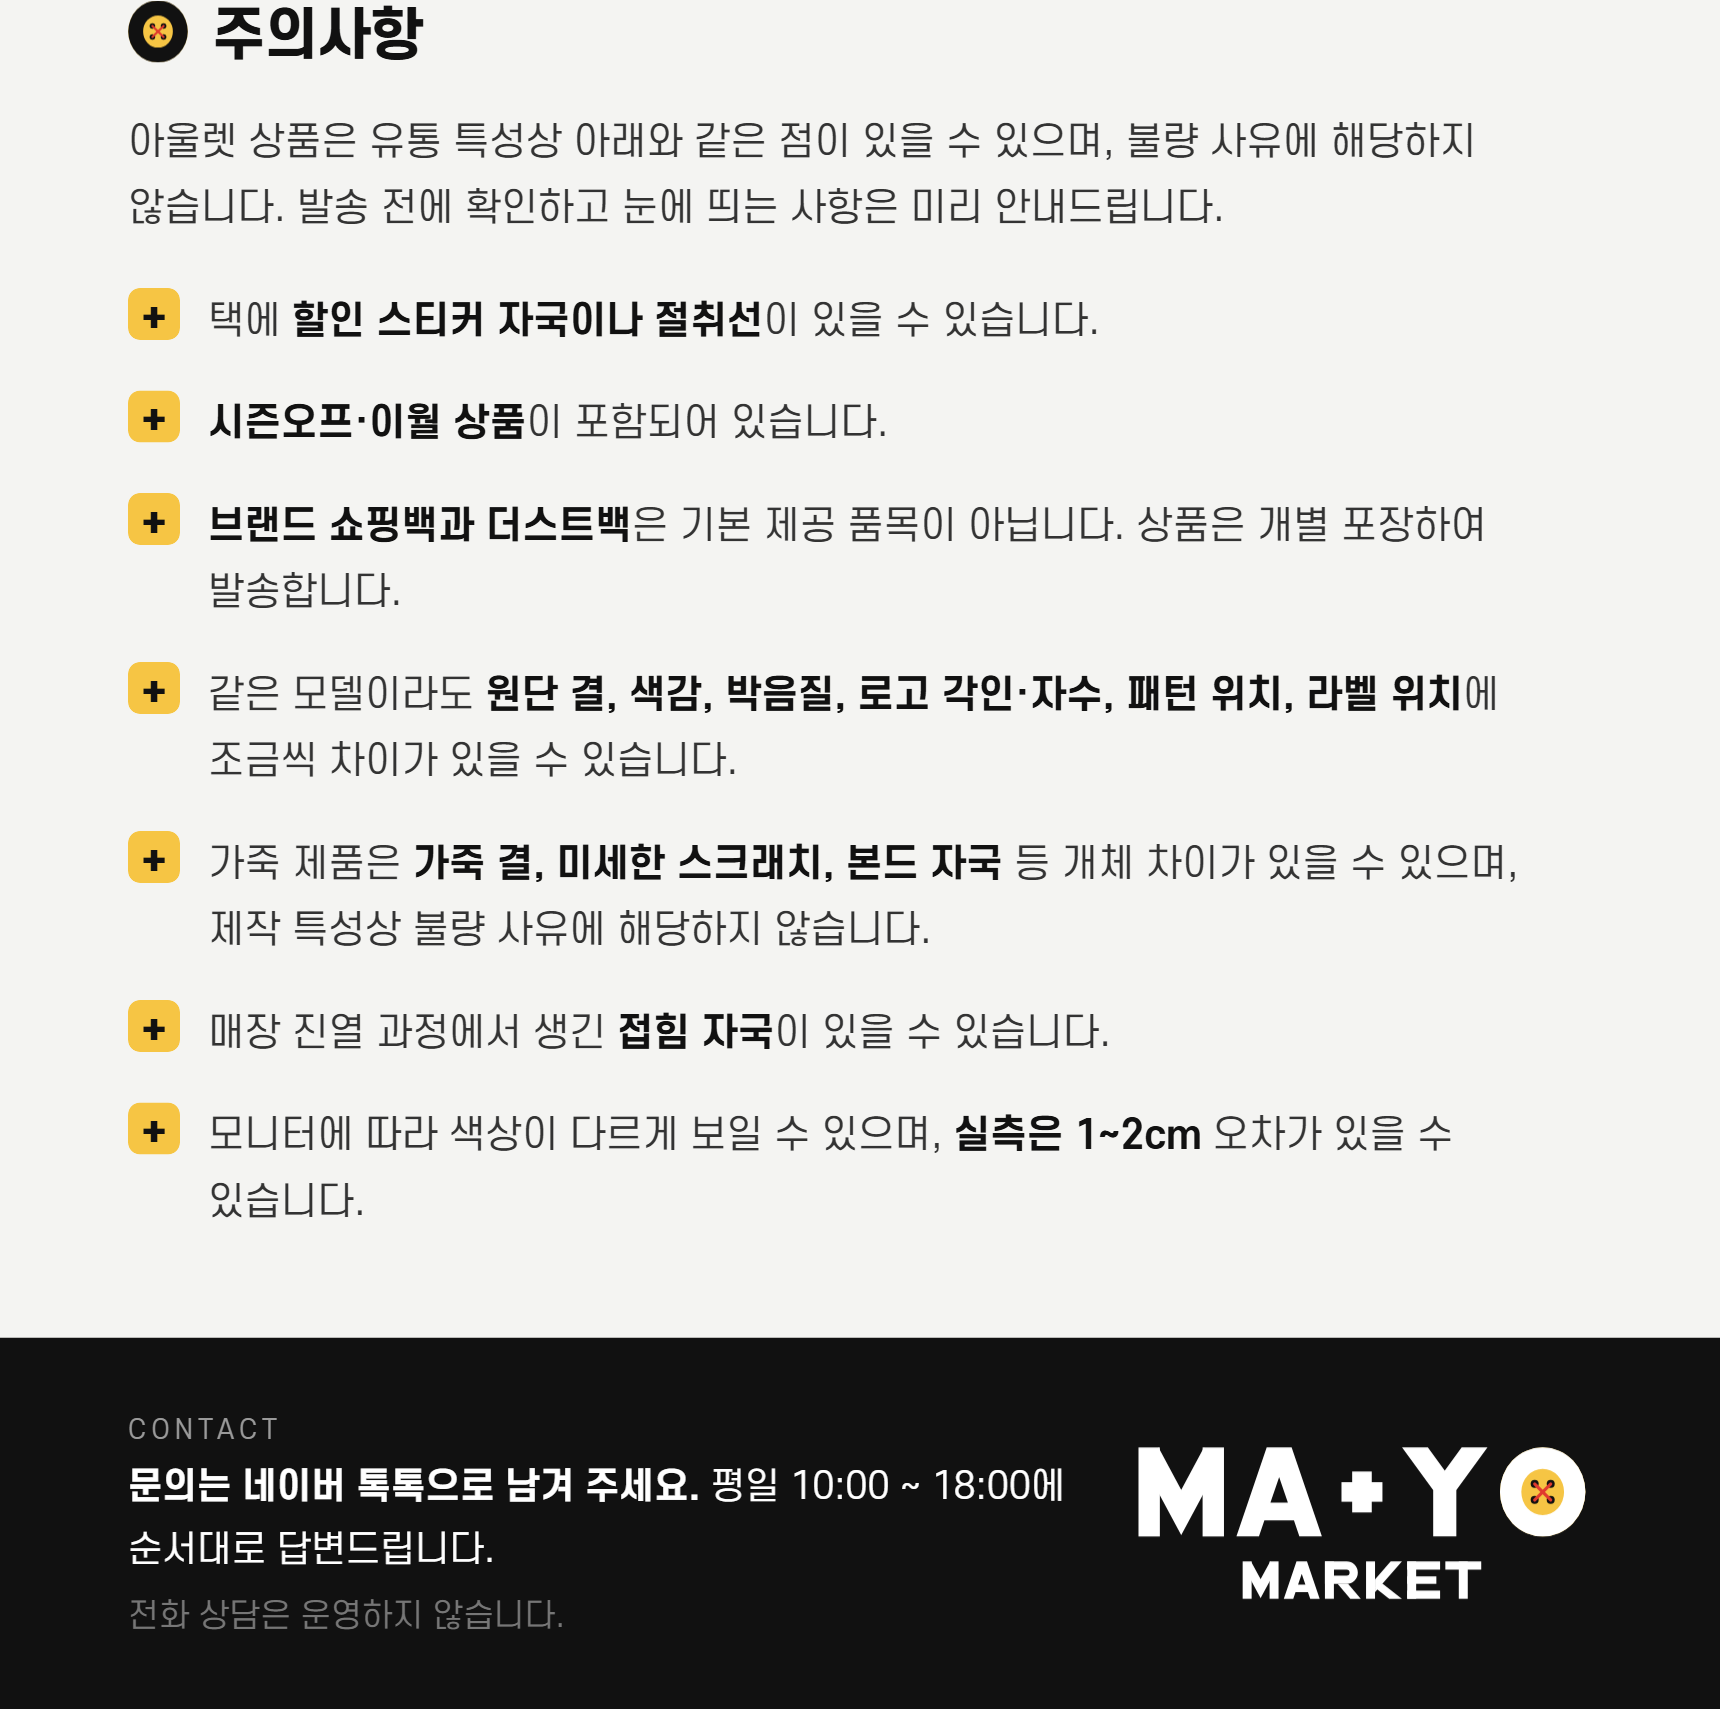 주의사항
아울렛 상품은 유통 특성상 아래와 같은 점이 있을 수 있으며, 불량 사유에 해당하지
않습니다. 발송 전에 확인하고 눈에 띄는 사항은 미리 안내드립니다.
+ 택에 할인 스티커 자국이나 절취선이 있을 수 있습니다.
+ 시즌오프·이월 상품이 포함되어 있습니다.
+ 브랜드 쇼핑백과 더스트백은 기본 제공 품목이 아닙니다. 상품은 개별 포장하여
발송합니다.
+ 같은 모델이라도 원단 결, 색감, 박음질, 로고 각인·자수, 패턴 위치, 라벨 위치에
조금씩 차이가 있을 수 있습니다.
+ 가죽 제품은 가죽 결, 미세한 스크래치, 본드 자국 등 개체 차이가 있을 수 있으며,
제작 특성상 불량 사유에 해당하지 않습니다.
+ 매장 진열 과정에서 생긴 접힘 자국이 있을 수 있습니다.
+ 모니터에 따라 색상이 다르게 보일 수 있으며, 실측은 1~2cm 오차가 있을 수
있습니다.
CONTACT
문의는 네이버 톡톡으로 남겨 주세요. 평일 10:00 ~ 18:00에
순서대로 답변드립니다.
전화 상담은 운영하지 않습니다.
MA+YO
MARKET